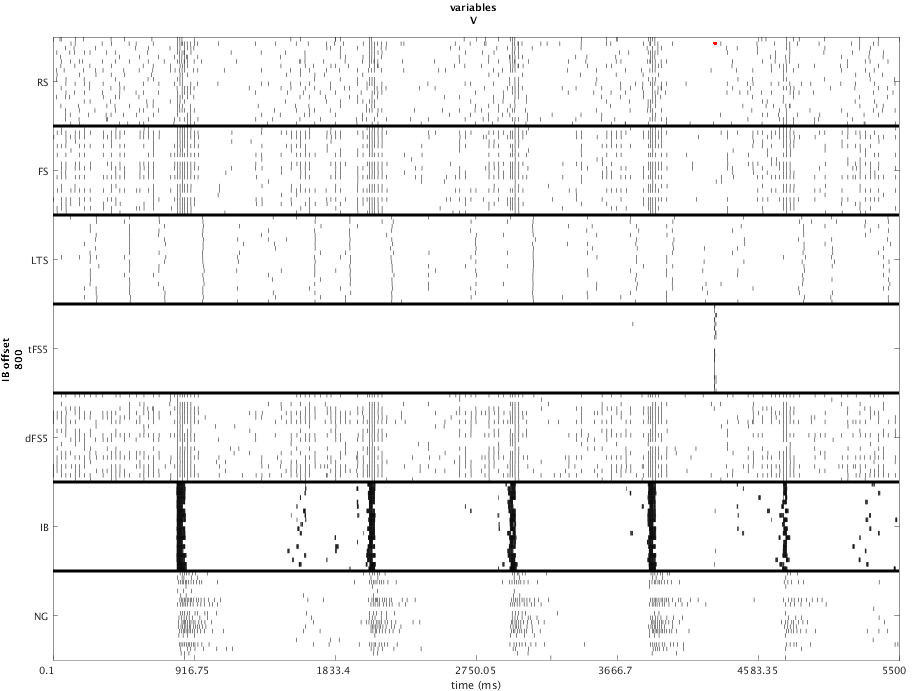 variables
V
RS
FS
LTS
tFS5
dFS5
IB
NG
IB offset
800
0.1
916.75
1833.4
2750.05
3666.7
4583.35
5500
time (ms)